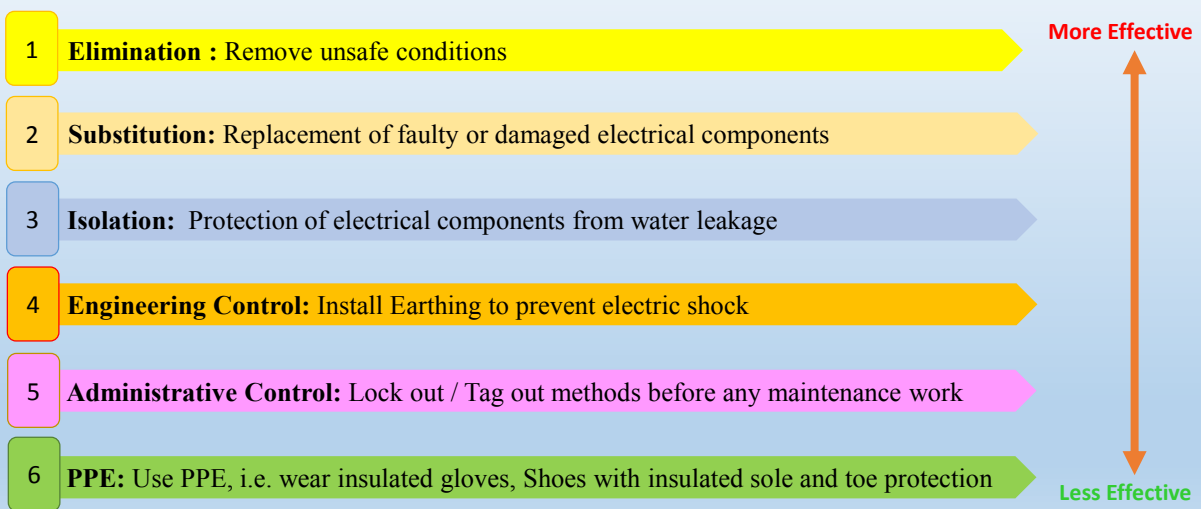 More Effective
1 Elimination : Remove unsafe conditions
2 Substitution: Replacement of faulty or damaged electrical components
3 Isolation: Protection of electrical components from water leakage
4 Engineering Control: Install Earthing to prevent electric shock
5 Administrative Control: Lock out / Tag out methods before any maintenance work
6 PPE: Use PPE, i.e. wear insulated gloves, Shoes with insulated sole and toe protection
Less Effective